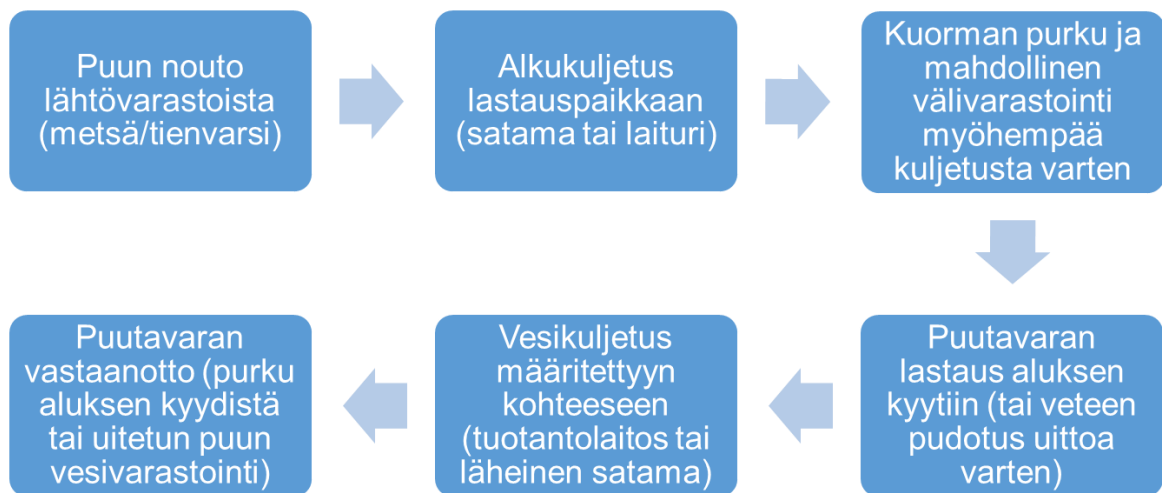 Puun nouto
lähtövarastoista
(metsä/tienvarsi)
Alkukuljetus
lastauspaikkaan
(satama tai laituri)
Kuorman purku ja
mahdollinen
välivarastointi
myöhempää
kuljetusta varten
Puutavaran
lastaus aluksen
kyytiin (tai veteen
pudotus uittoa
varten)
Vesikuljetus
määritettyyn
kohteeseen
(tuotantolaitos tai
läheinen satama)
Puutavaran
vastaanotto (purku
aluksen kyydistä
tai uitetun puun
vesivarastointi)